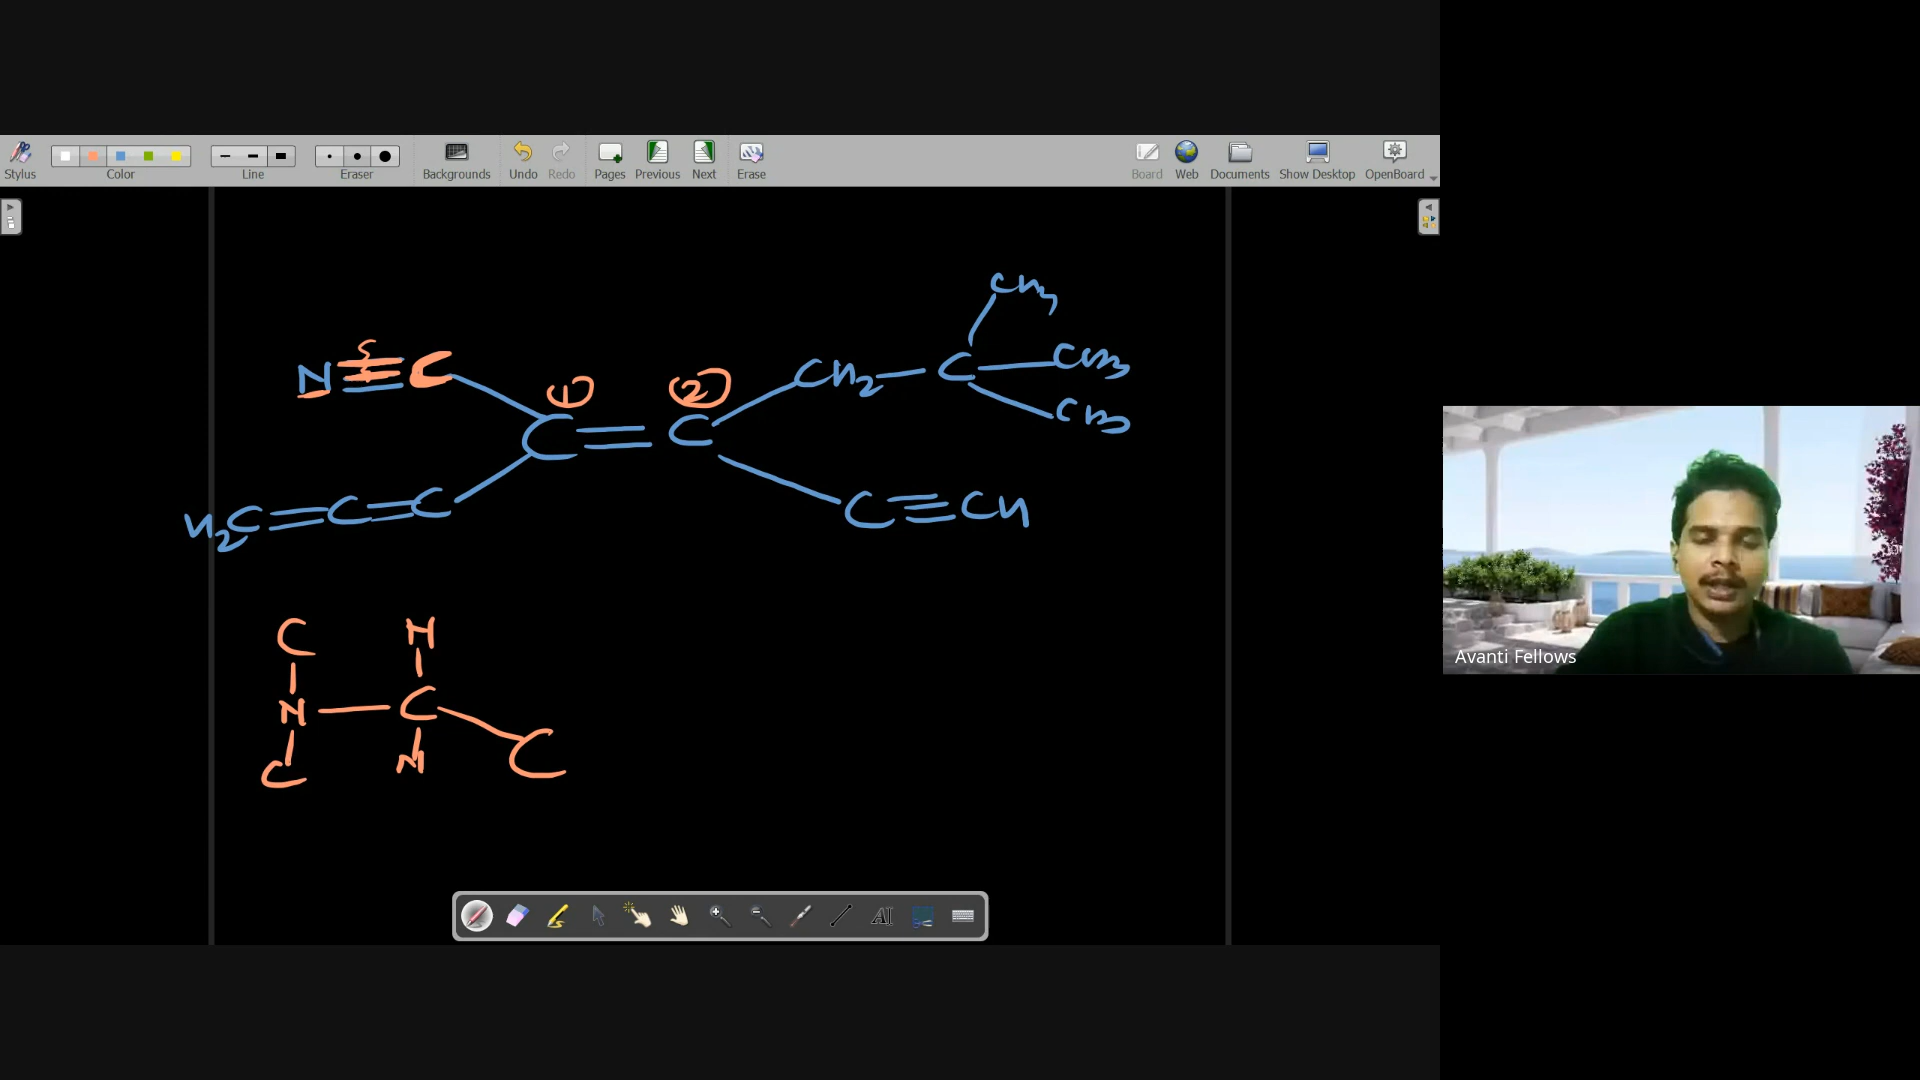 Stylus Color Line Eraser Backgrounds Undo Redo Pages Previous Next Erase Board Web Documents Show Desktop OpenBoard
CH3
N≡C ① ② CH2-C CH3
C=C CH3
H2C=C=C C≡CH
C H
N-C
C H C
Avanti Fellows